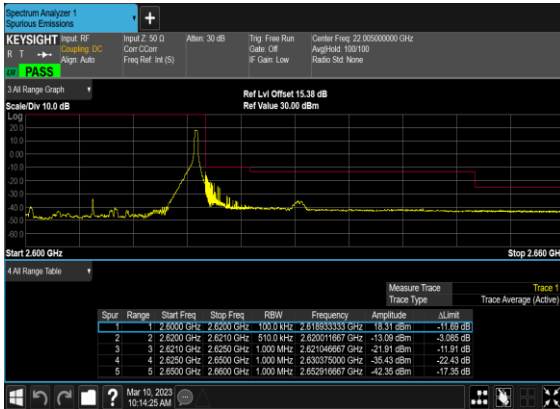 Spectrum Analyzer 1
Spurious Emissions
KEYSIGHT Input: RF Input Z: 50 Ω Atten: 30 dB Trig: Free Run Center Freq: 22.005000000 GHz
R T Coupling: DC Corr CCorr Gate: Off Avg|Hold: 100/100
Align: Auto Freq Ref: Int (S) IF Gain: Low Radio Std: None
PASS
3 All Range Graph
Ref Lvl Offset 15.38 dB
Scale/Div 10.0 dB Ref Value 30.00 dBm
Log
20.0
10.0
0.00
-10.0
-20.0
-30.0
-40.0
-50.0
-60.0
Start 2.600 GHz Stop 2.660 GH
4 All Range Table
Measure Trace Trace 1
Trace Type Trace Average (Active)
Spur Range Start Freq Stop Freq RBW Frequency Amplitude ΔLimit
1 1 2.6000 GHz 2.6200 GHz 100.0 kHz 2.618933333 GHz 18.31 dBm -11.69 dB
2 2 2.6200 GHz 2.6210 GHz 510.0 kHz 2.620011667 GHz -13.09 dBm -3.085 dB
3 3 2.6210 GHz 2.6250 GHz 1.000 MHz 2.621046667 GHz -21.91 dBm -11.91 dB
4 4 2.6250 GHz 2.6500 GHz 1.000 MHz 2.630375000 GHz -35.43 dBm -22.43 dB
5 5 2.6500 GHz 2.6600 GHz 1.000 MHz 2.652916667 GHz -42.35 dBm -17.35 dB
Mar 10, 2023
10:14:25 AM